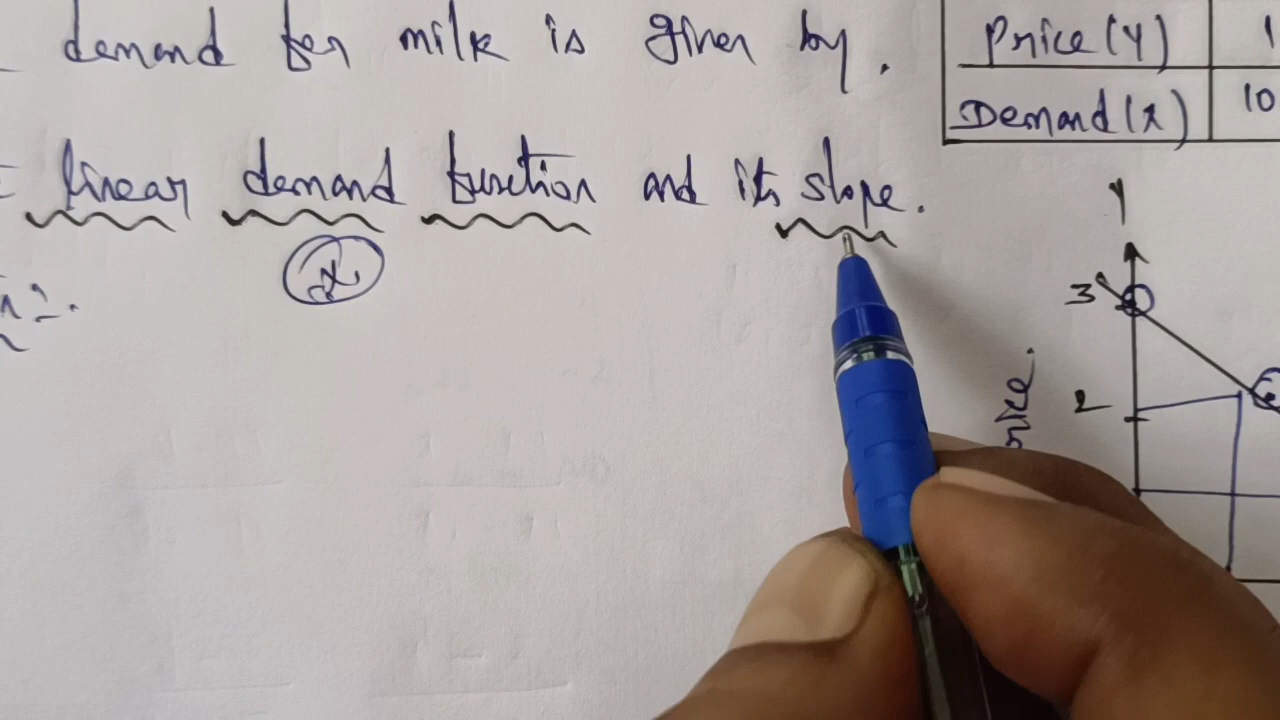 demand for milk is given by.
Price (y) 1
Demand (x) 10
linear demand function and its slope.
x
y
3
2